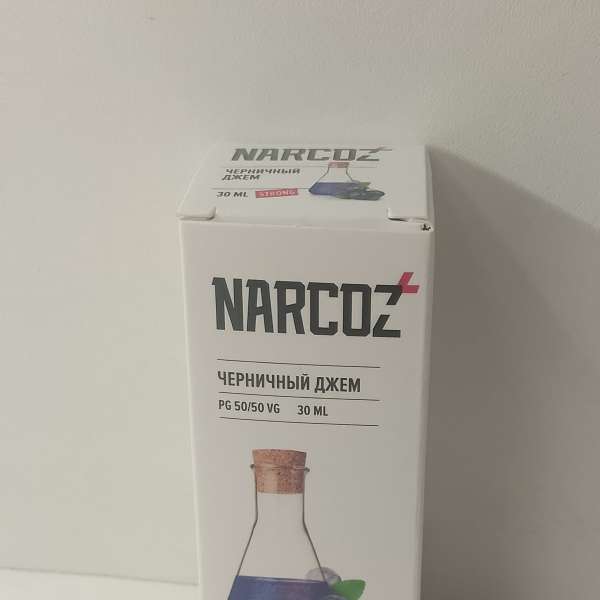 NARCOZ
ЧЕРНИЧНЫЙ
ДЖЕМ
30 ML STRONG
NARCOZ
ЧЕРНИЧНЫЙ ДЖЕМ
PG 50/50 VG 30 ML